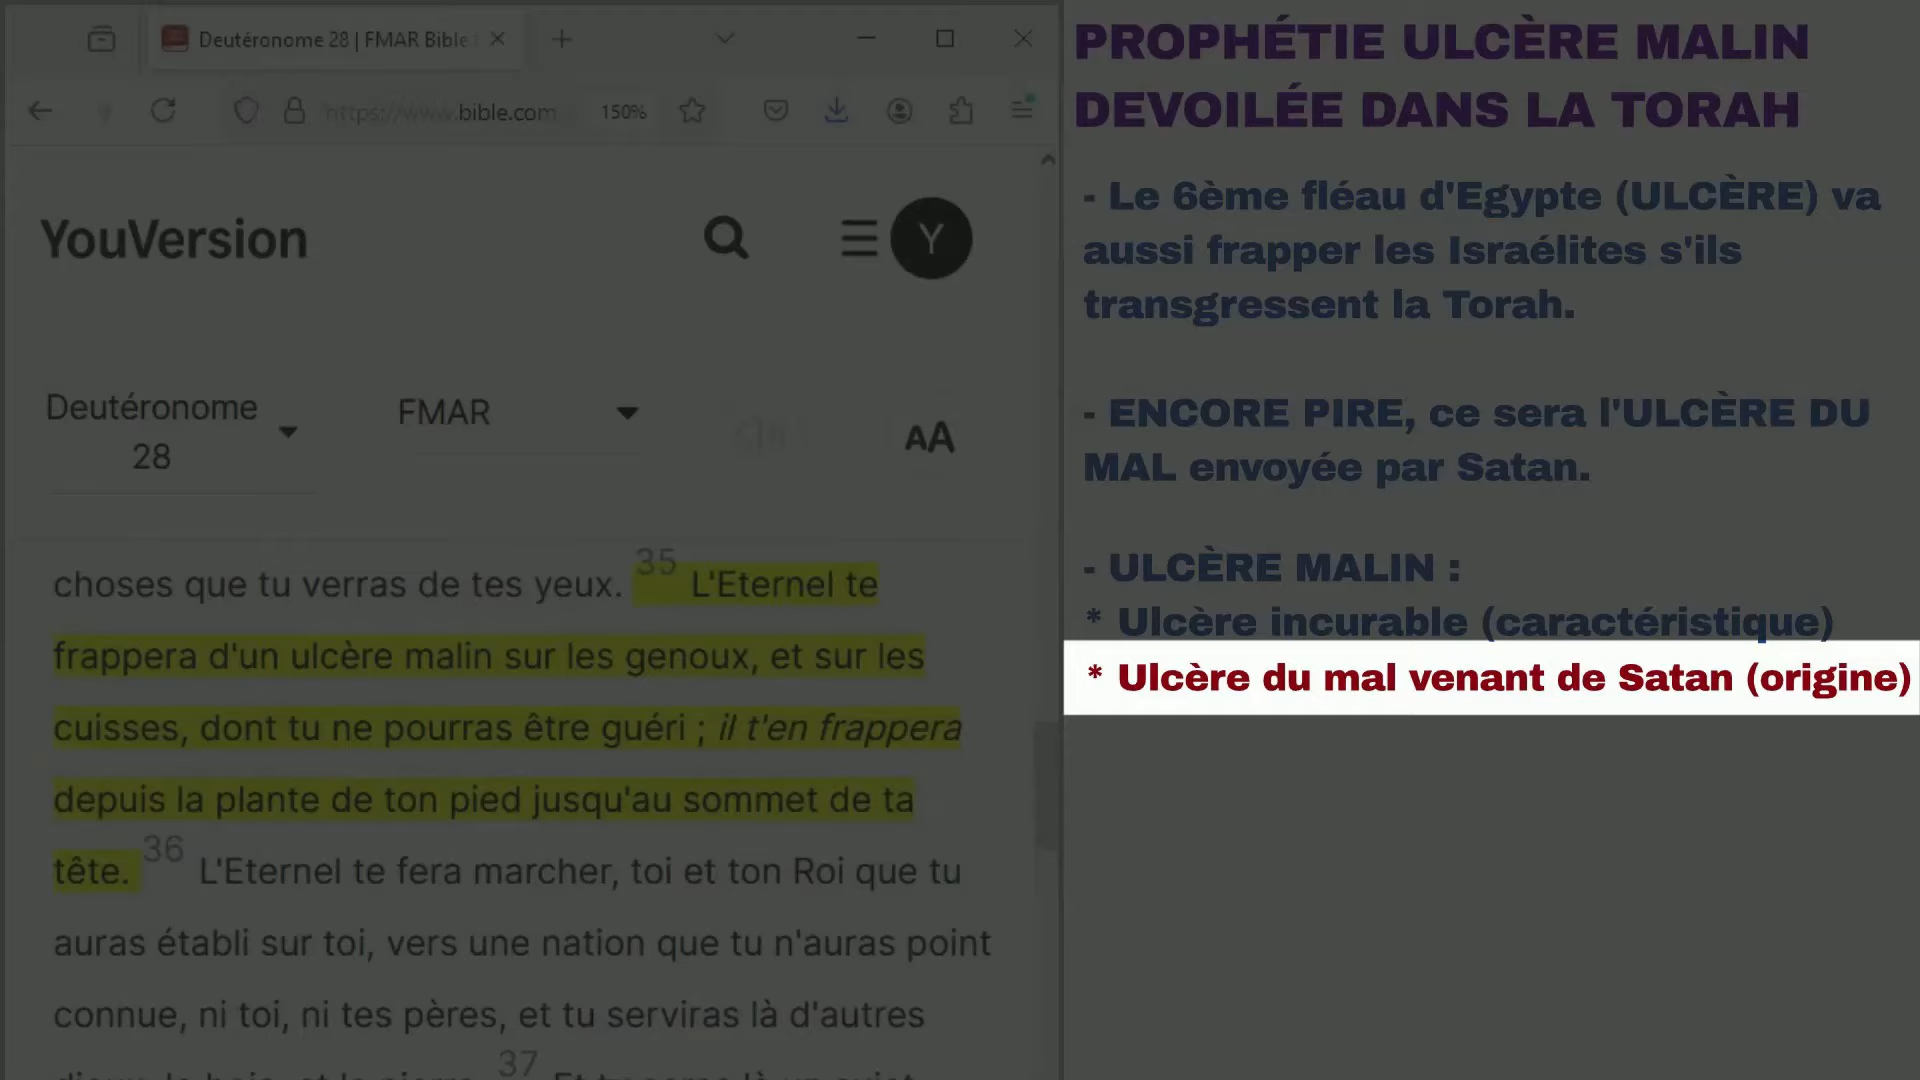 Deutéronome 28 | FMAR Bible
https://www.bible.com
150%
YouVersion
Y
Deutéronome
28
FMAR
AA
choses que tu verras de tes yeux. 35 L'Eternel te
frappera d'un ulcère malin sur les genoux, et sur les
cuisses, dont tu ne pourras être guéri ; il t'en frappera
depuis la plante de ton pied jusqu'au sommet de ta
tête. 36 L'Eternel te fera marcher, toi et ton Roi que tu
auras établi sur toi, vers une nation que tu n'auras point
connue, ni toi, ni tes pères, et tu serviras là d'autres
37
PROPHÉTIE ULCÈRE MALIN
DEVOILÉE DANS LA TORAH
- Le 6ème fléau d'Egypte (ULCÈRE) va
aussi frapper les Israélites s'ils
transgressent la Torah.
- ENCORE PIRE, ce sera l'ULCÈRE DU
MAL envoyée par Satan.
- ULCÈRE MALIN :
* Ulcère incurable (caractéristique)
* Ulcère du mal venant de Satan (origine)